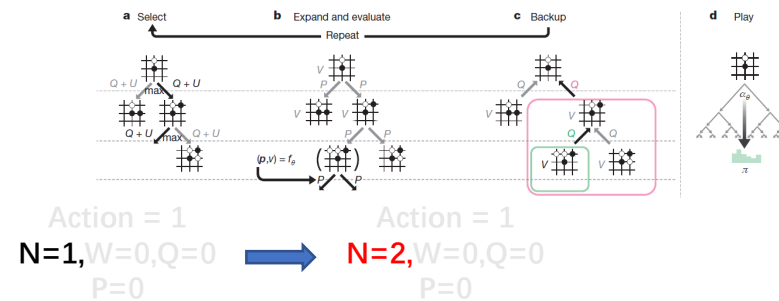 a Select
b Expand and evaluate
c Backup
d Play
Repeat
Q + U
max
Q + U
Q + U
max
Q + U
V
P
P
V
V
P
P
(p,v) = fθ
P
P
Q
Q
V
V
Q
Q
V
V
αθ
π
Action = 1
N=1,W=0,Q=0
P=0
Action = 1
N=2,W=0,Q=0
P=0